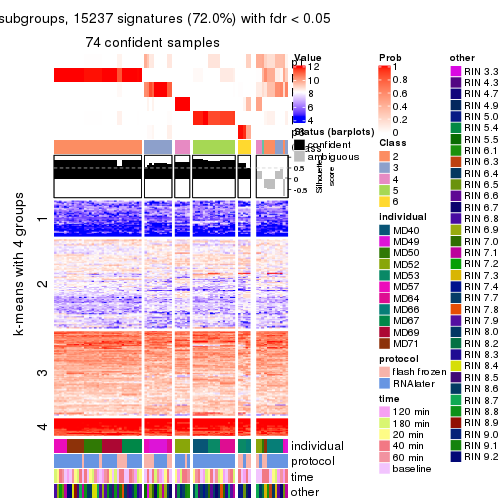 subgroups, 15237 signatures (72.0%) with fdr < 0.05
74 confident samples
k-means with 4 groups
1
2
3
4
Silhouette
score
0.5
0
-0.5
individual
protocol
time
other
Value
12
10
8
6
4
Status (barplots)
confident
ambiguous
Prob
1
0.8
0.6
0.4
0.2
0
Class
2
3
4
5
6
individual
MD40
MD49
MD50
MD52
MD53
MD57
MD64
MD66
MD67
MD69
MD71
protocol
flash frozen
RNAlater
time
120 min
180 min
20 min
40 min
60 min
baseline
other
RIN 3.3
RIN 4.3
RIN 4.7
RIN 4.9
RIN 5.0
RIN 5.4
RIN 5.5
RIN 6.1
RIN 6.3
RIN 6.4
RIN 6.5
RIN 6.6
RIN 6.7
RIN 6.8
RIN 6.9
RIN 7.0
RIN 7.1
RIN 7.2
RIN 7.3
RIN 7.4
RIN 7.7
RIN 7.8
RIN 7.9
RIN 8.0
RIN 8.2
RIN 8.3
RIN 8.4
RIN 8.5
RIN 8.6
RIN 8.7
RIN 8.8
RIN 8.9
RIN 9.0
RIN 9.1
RIN 9.2